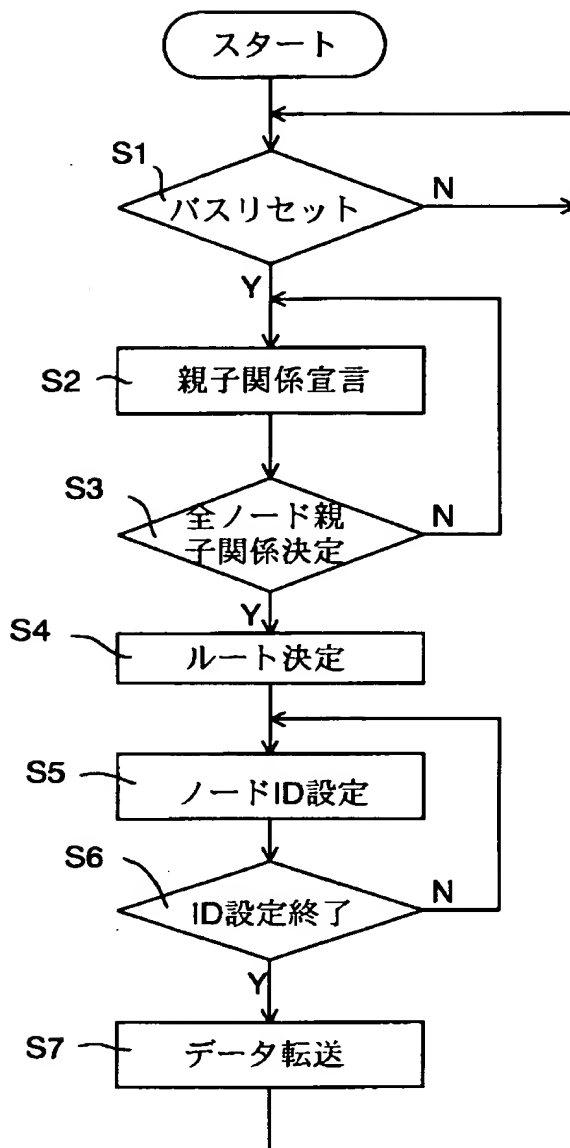 スタート
S1
バスリセット
N
Y
S2
親子関係宣言
S3
全ノード親
子関係決定
N
Y
S4
ルート決定
S5
ノードID設定
S6
ID設定終了
N
Y
S7
データ転送